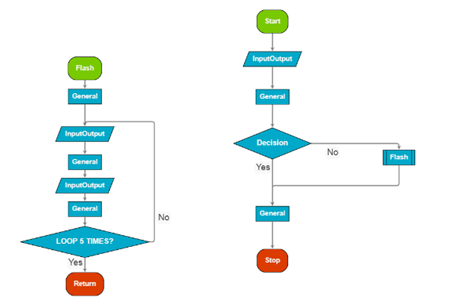 Flash
General
InputOutput
General
InputOutput
General
LOOP 5 TIMES?
No
Yes
Return
Start
InputOutput
General
Decision
No
Yes
Flash
General
Stop